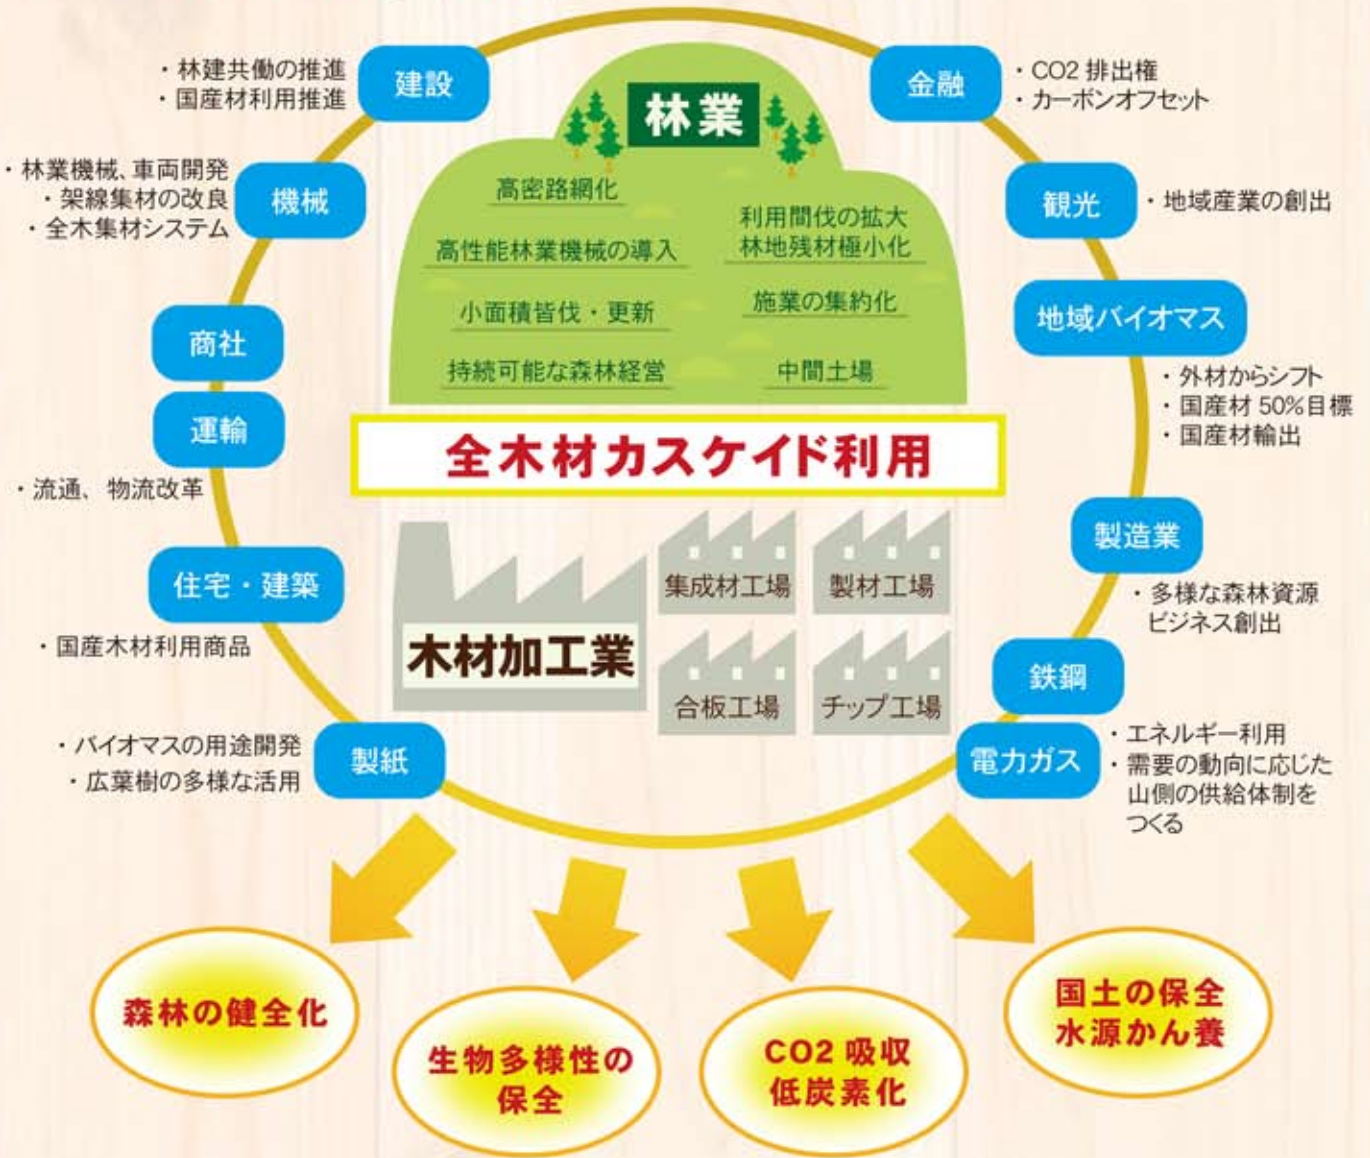 ・林建共働の推進
・国産材利用推進
建設
金融
・CO2 排出権
・カーボンオフセット
・林業機械、車両開発
・架線集材の改良
・全木集材システム
機械
観光
・地域産業の創出
商社
地域バイオマス
・外材からシフト
・国産材 50%目標
・国産材輸出
運輸
・流通、物流改革
製造業
・多様な森林資源
ビジネス創出
住宅・建築
・国産木材利用商品
鉄鋼
電力ガス
・エネルギー利用
・需要の動向に応じた
山側の供給体制を
つくる
・バイオマスの用途開発
・広葉樹の多様な活用
製紙
林業
高密路網化
高性能林業機械の導入
小面積皆伐・更新
持続可能な森林経営
利用間伐の拡大
林地残材極小化
施業の集約化
中間土場
全木材カスケイド利用
木材加工業
集成材工場
製材工場
合板工場
チップ工場
森林の健全化
生物多様性の
保全
CO2 吸収
低炭素化
国土の保全
水源かん養